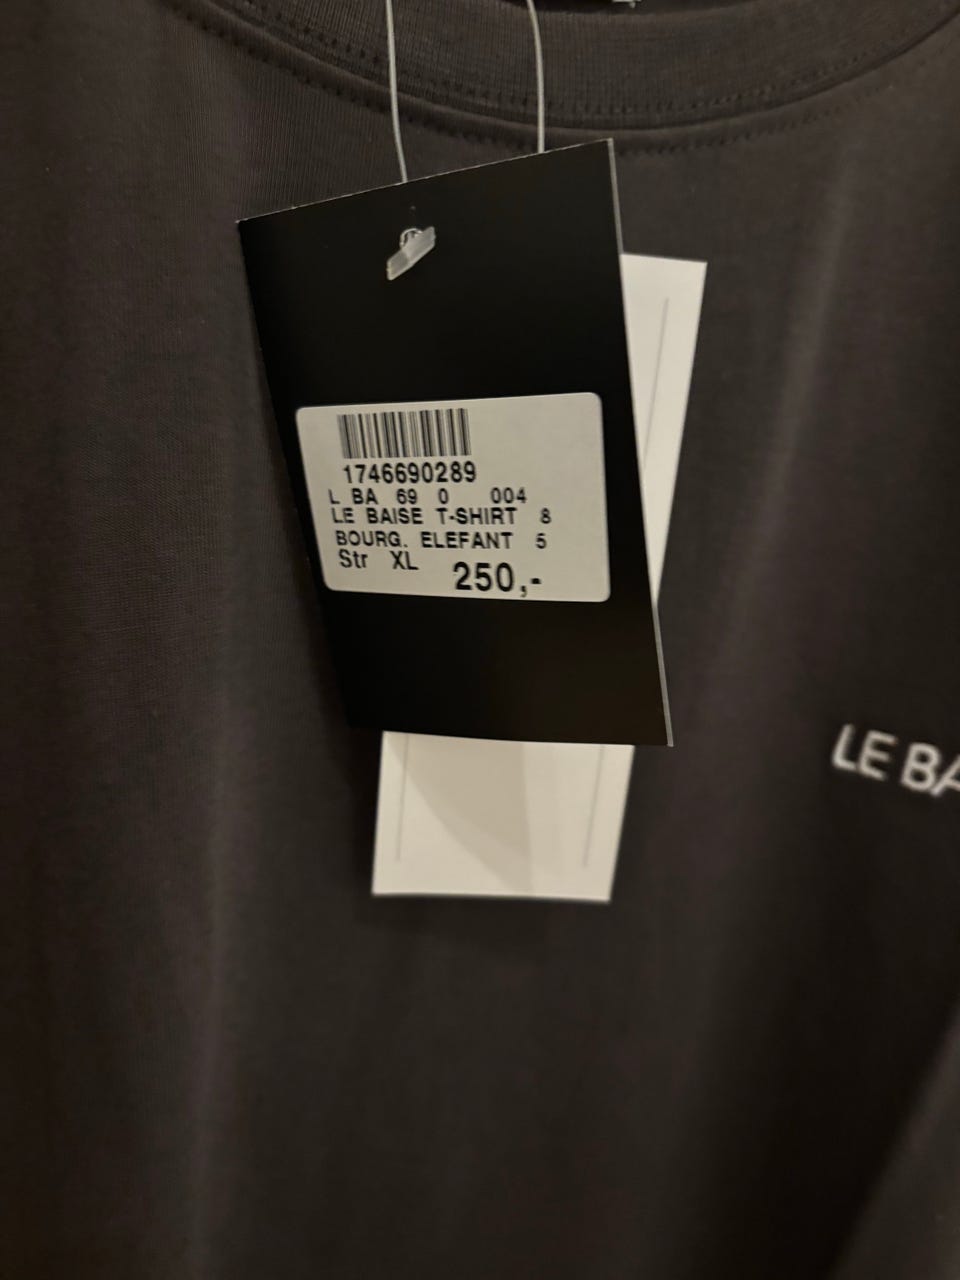 1746690289
L BA 69 0 004
LE BAISE T-SHIRT 8
BOURG. ELEFANT 5
Str XL 250,-
LE BA